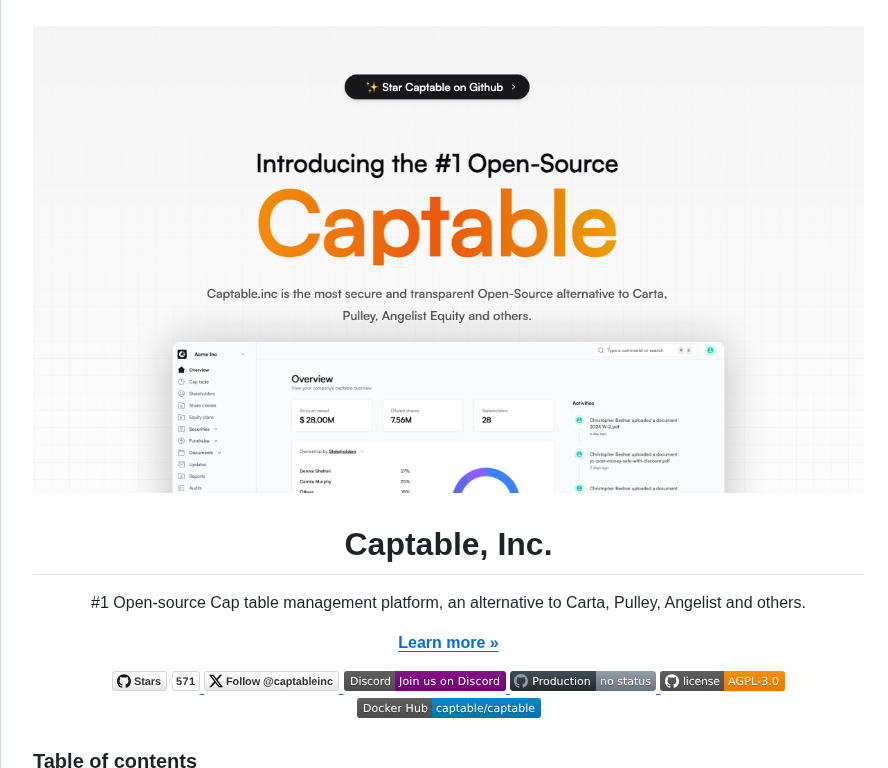 ✨ Star Captable on Github >
Introducing the #1 Open-Source
Captable
Captable.inc is the most secure and transparent Open-Source alternative to Carta,
Pulley, Angelist Equity and others.
Acme Inc
Type a command or search
Overview
Cap table
Stakeholders
Share classes
Equity plans
Securities
Fundraise
Documents
Updates
Reports
Audits
Overview
View your company's captable overview
Amount raised
$ 28.00M
Diluted shares
7.56M
Stakeholders
28
Ownership by Stakeholders
Dennis Shelton 27%
Camila Murphy 25%
Others
Activities
Christopher Bednar uploaded a document:
2024 W-2.pdf
a day ago
Christopher Bednar uploaded a document:
yc-post-money-safe-with-discount.pdf
2 days ago
Christopher Bednar uploaded a document:
Captable, Inc.
#1 Open-source Cap table management platform, an alternative to Carta, Pulley, Angelist and others.
Learn more »
Stars 571 Follow @captableinc Discord Join us on Discord Production no status license AGPL-3.0
Docker Hub captable/captable
Table of contents